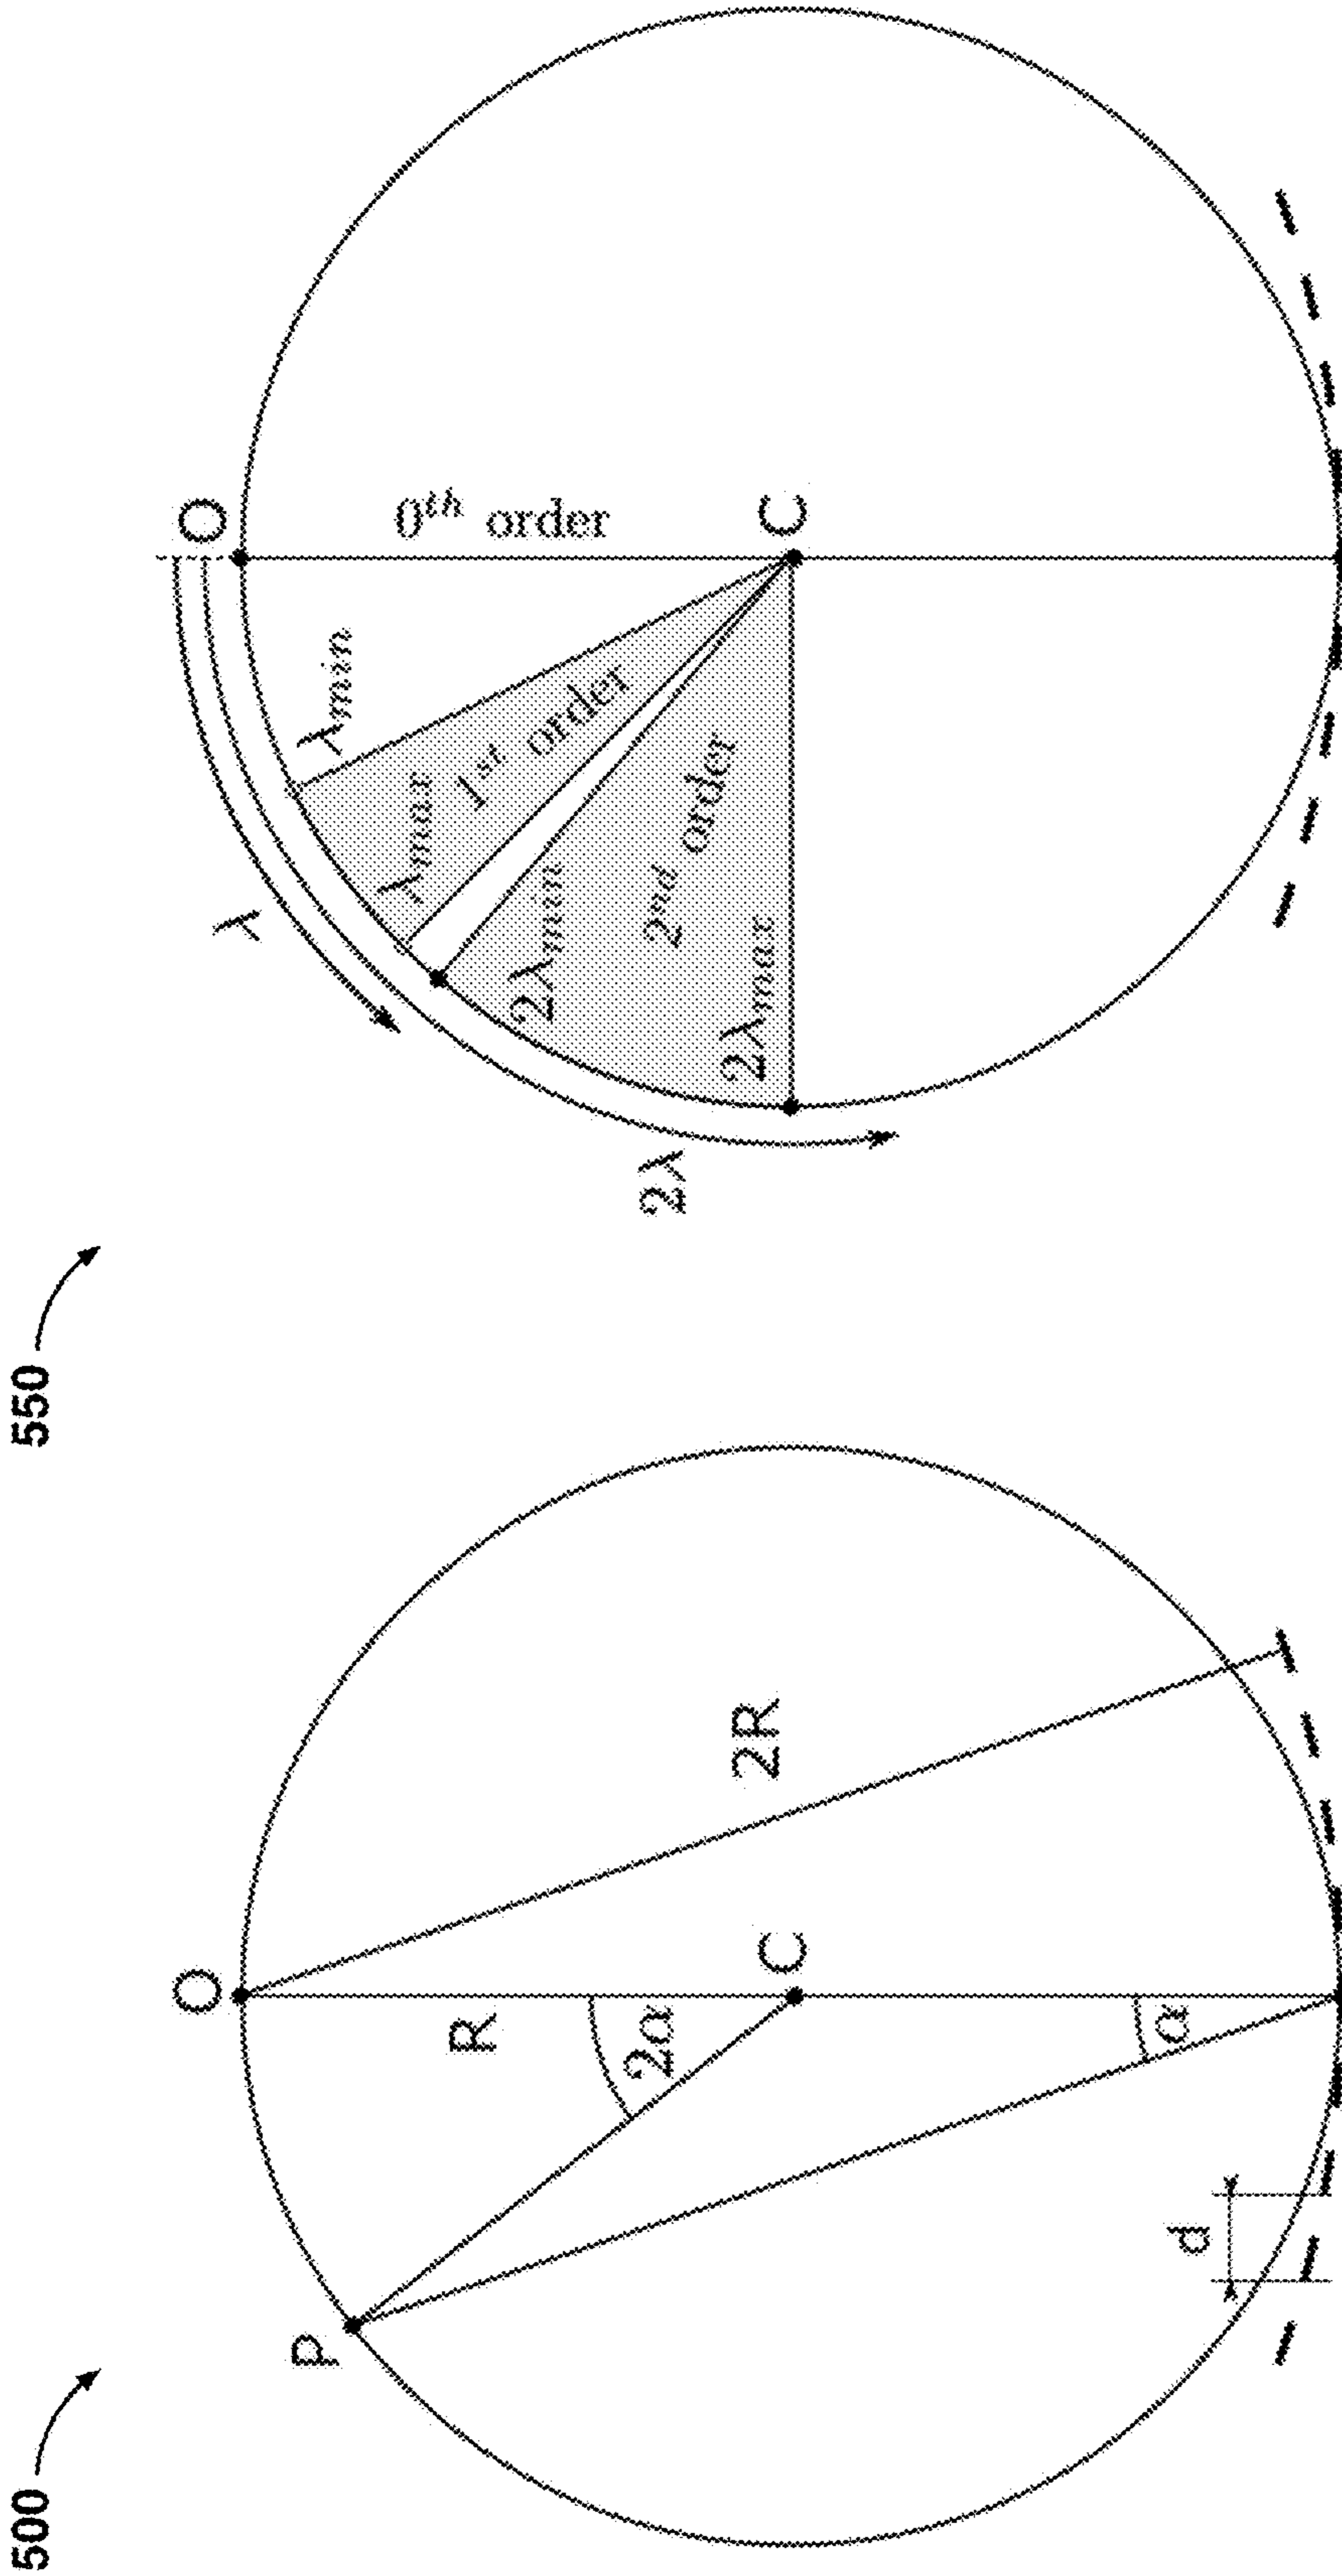 500
P
O
R
2α
C
2R
α
d
550
O
0th order
C
λ
λmin
λmax
1st order
2λmin
2nd order
2λmax
2λ